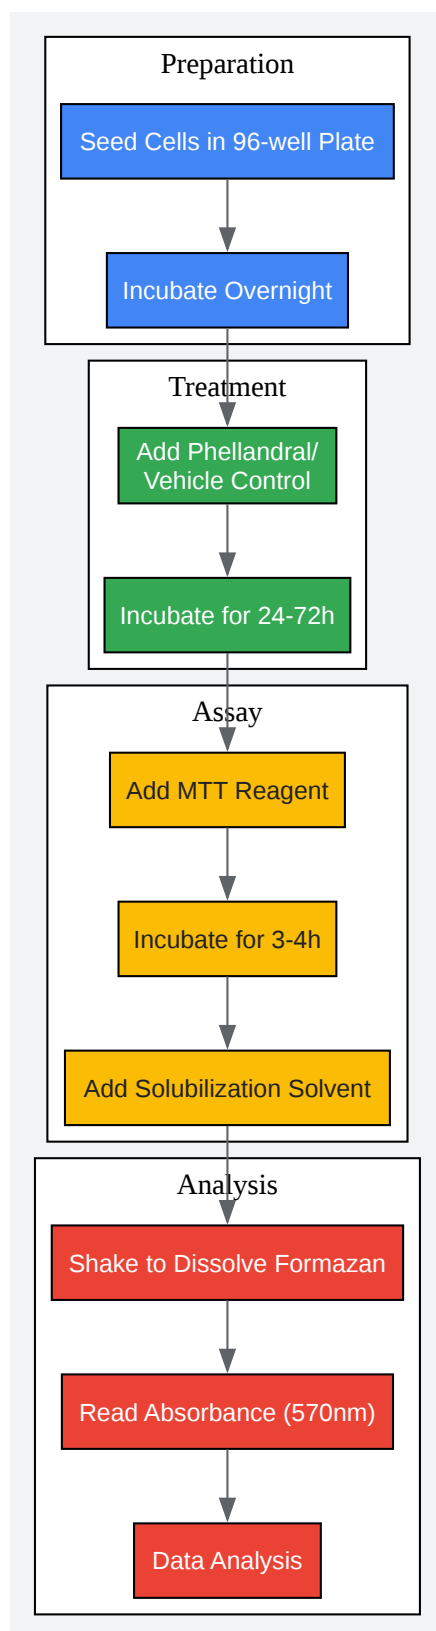 Preparation
Seed Cells in 96-well Plate
Incubate Overnight
Treatment
Add Phellandral/
Vehicle Control
Incubate for 24-72h
Assay
Add MTT Reagent
Incubate for 3-4h
Add Solubilization Solvent
Analysis
Shake to Dissolve Formazan
Read Absorbance (570nm)
Data Analysis